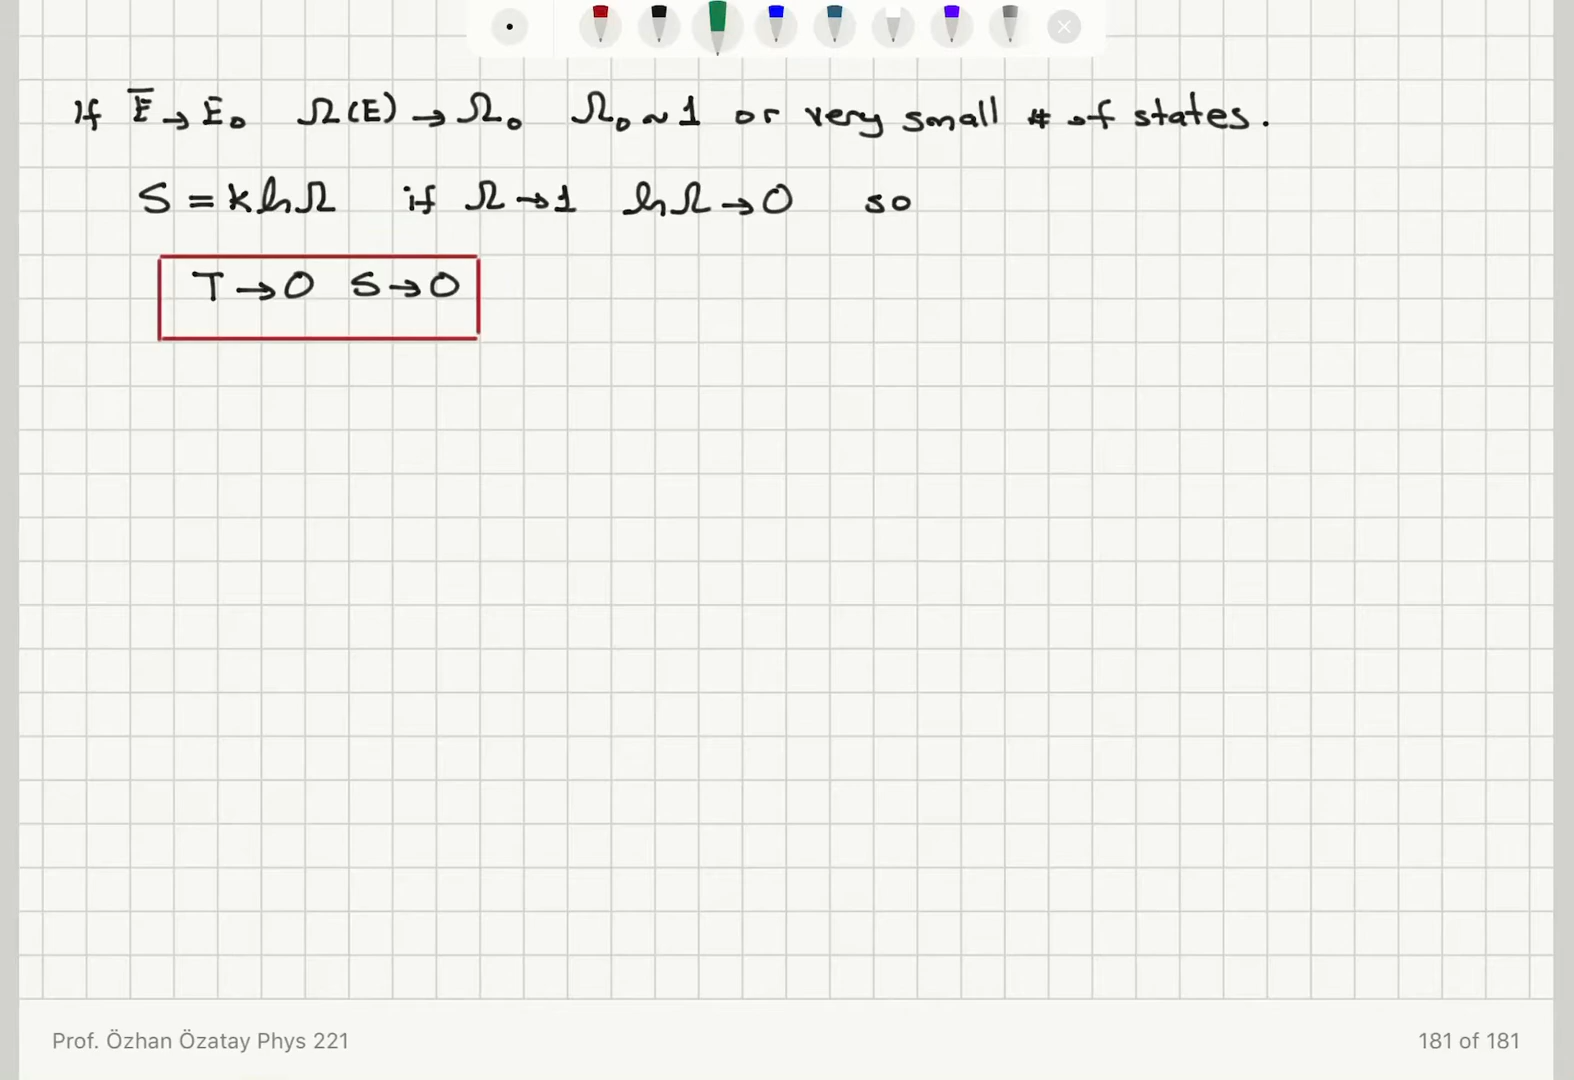 If E̅ → E₀ Ω(E) → Ω₀ Ω₀ ~ 1 or very small # of states.
S = k ln Ω if Ω → 1 ln Ω → 0 so
T → 0 S → 0
Prof. Özhan Özatay Phys 221
181 of 181